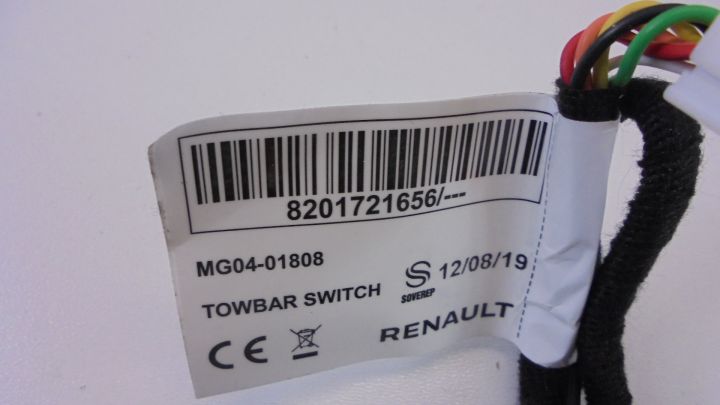 8201721656/---
MG04-01808
SOVEREP
12/08/19
TOWBAR SWITCH
CE
RENAULT